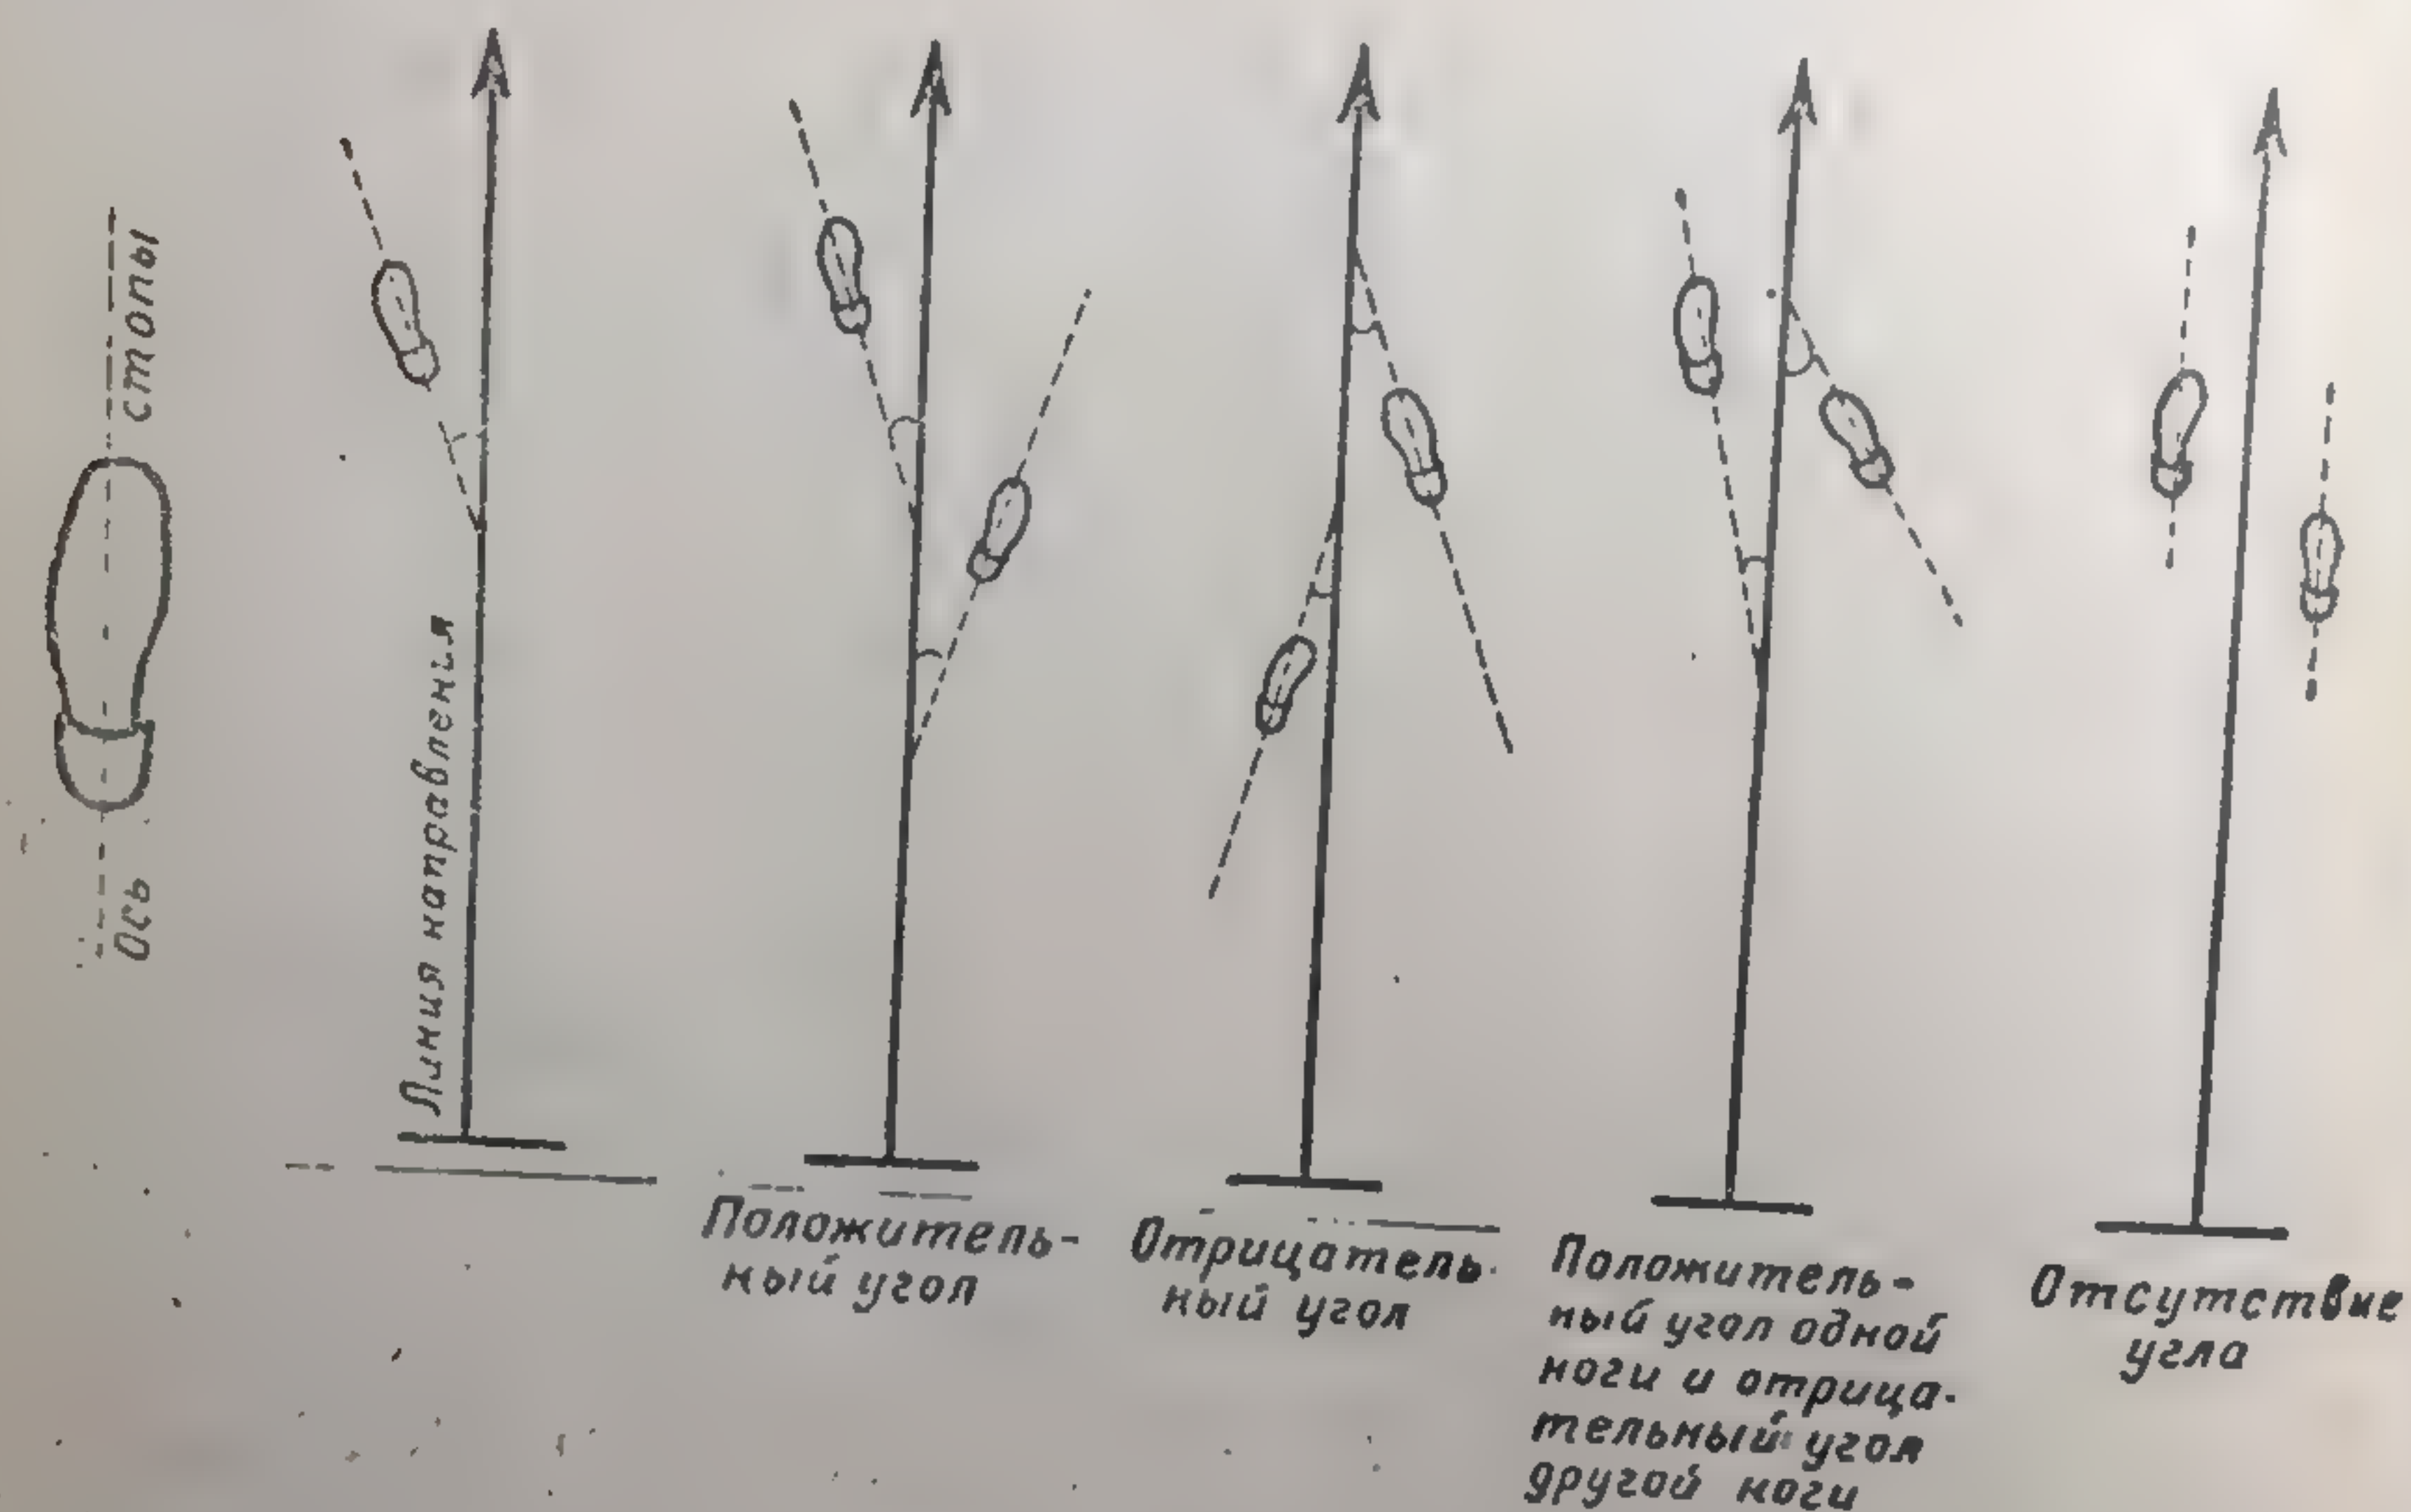 Ось стопы
Линия направления
Положитель-
ный угол
Отрицатель-
ный угол
Положитель-
ный угол одной
ноги и отрица-
тельный угол
другой ноги
Отсутствие
угла